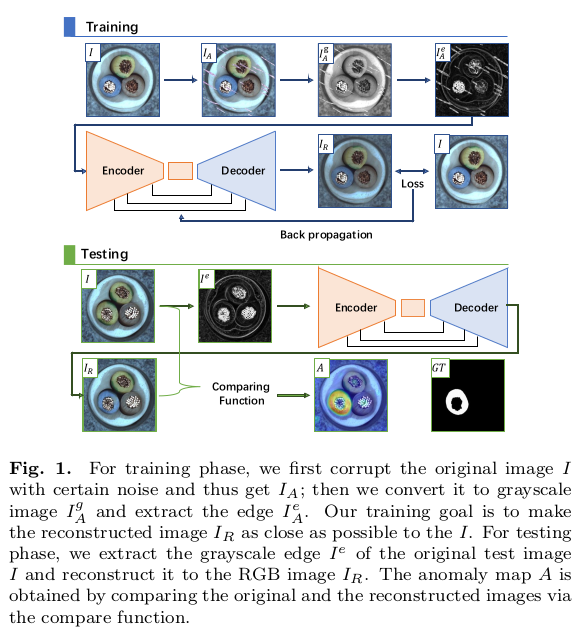 Training
I
I_A
I_A^g
I_A^e
Encoder
Decoder
I_R
Loss
I
Back propagation
Testing
I
I^e
Encoder
Decoder
I_R
Comparing
Function
A
GT
Fig. 1. For training phase, we first corrupt the original image I
with certain noise and thus get I_A; then we convert it to grayscale
image I_A^g and extract the edge I_A^e. Our training goal is to make
the reconstructed image I_R as close as possible to the I. For testing
phase, we extract the grayscale edge I^e of the original test image
I and reconstruct it to the RGB image I_R. The anomaly map A is
obtained by comparing the original and the reconstructed images via
the compare function.